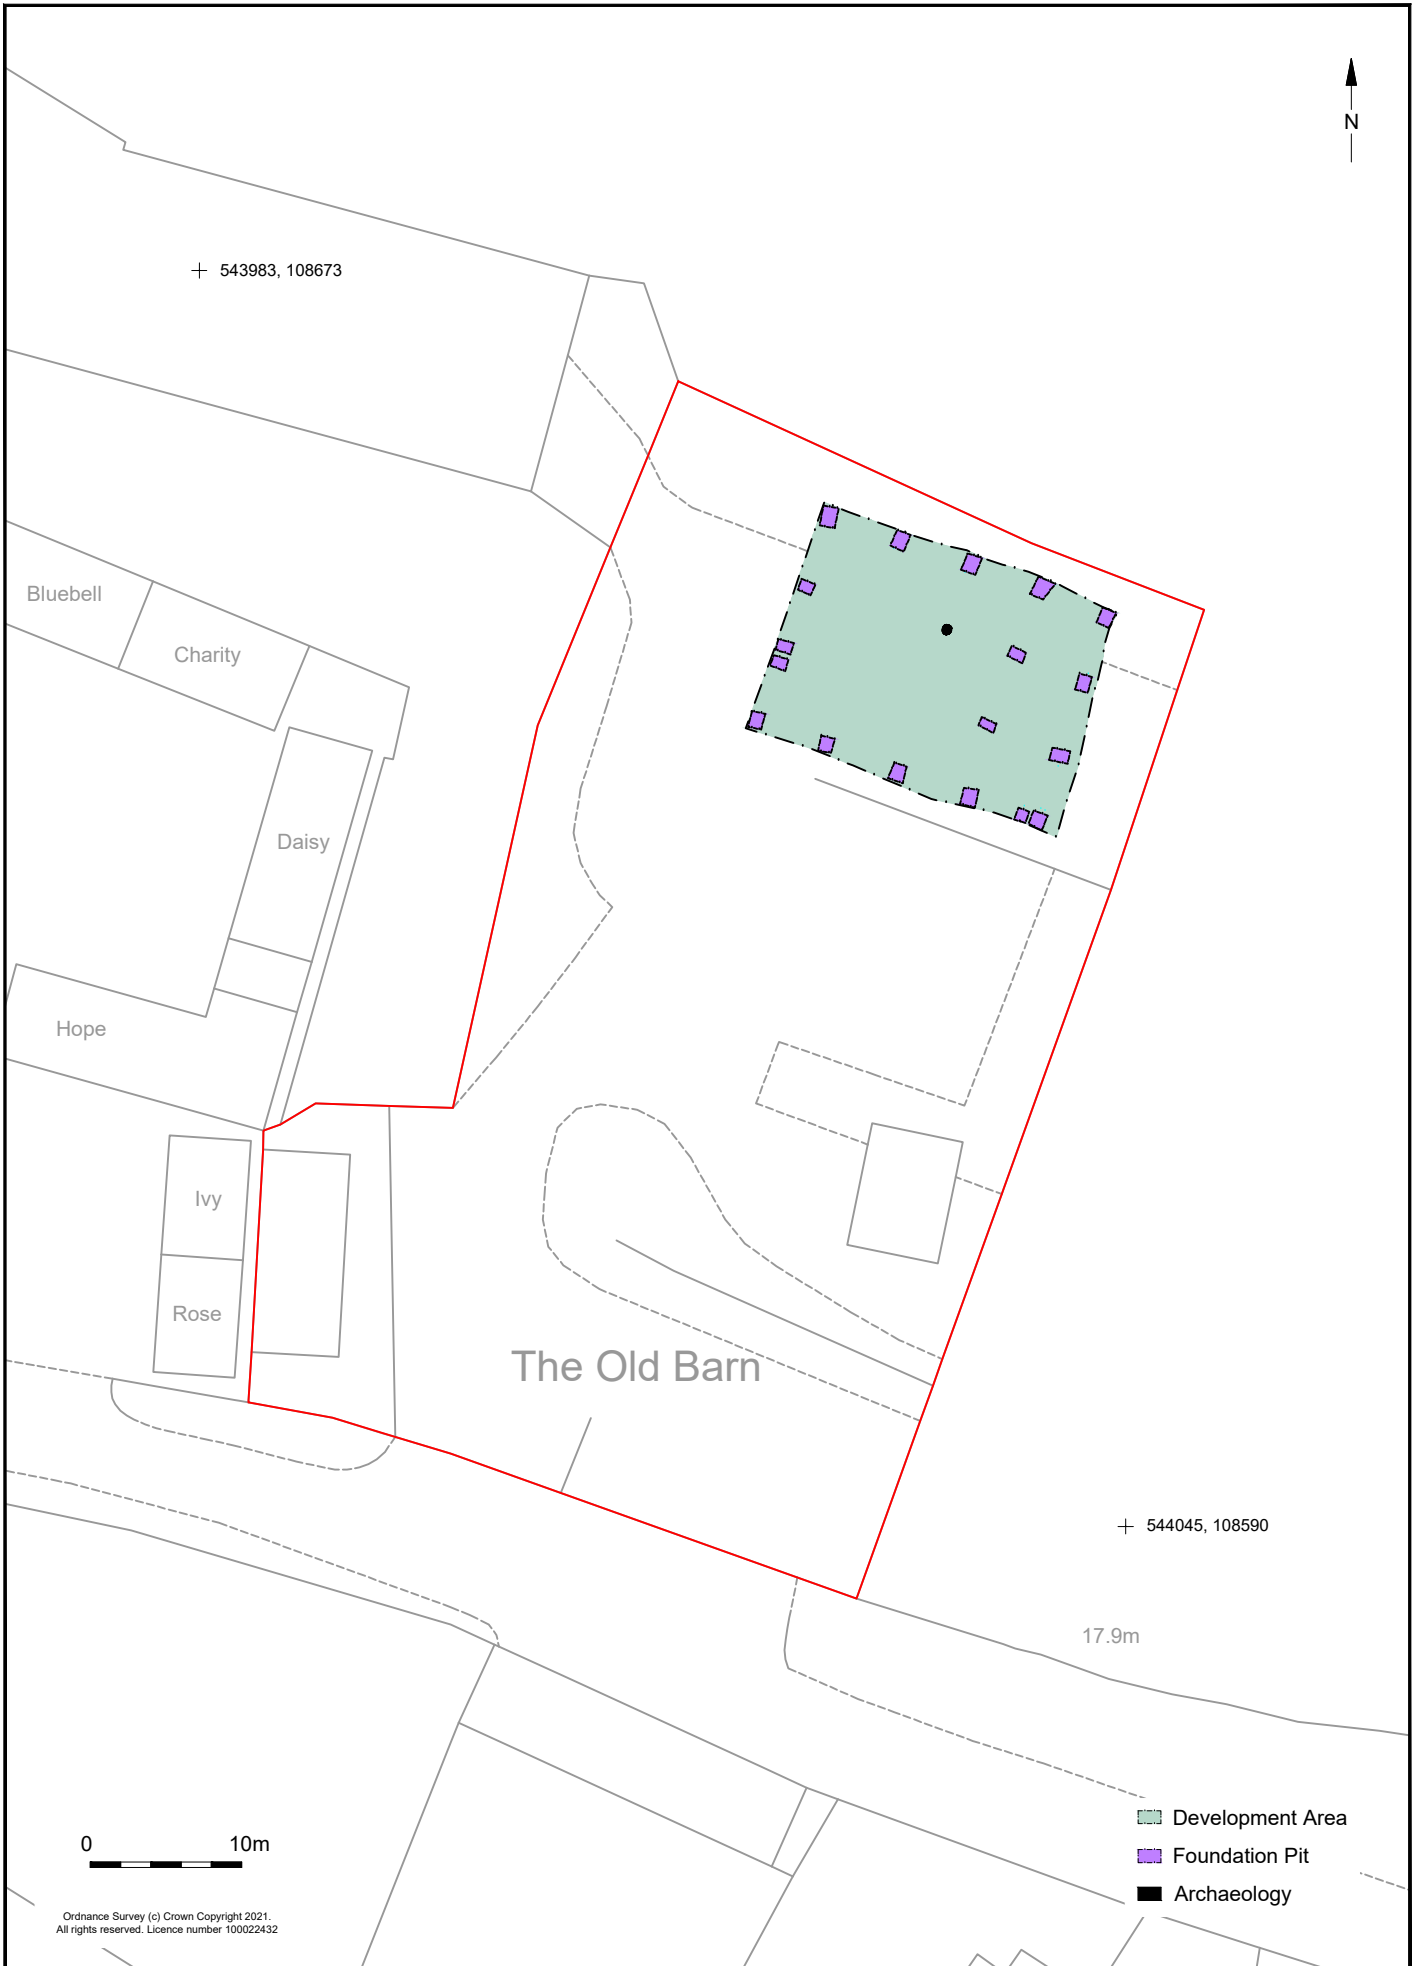 N
543983, 108673
Bluebell
Charity
Daisy
Hope
Ivy
Rose
The Old Barn
544045, 108590
17.9m
0 10m
Ordnance Survey (c) Crown Copyright 2021.
All rights reserved. Licence number 100022432
Development Area
Foundation Pit
Archaeology